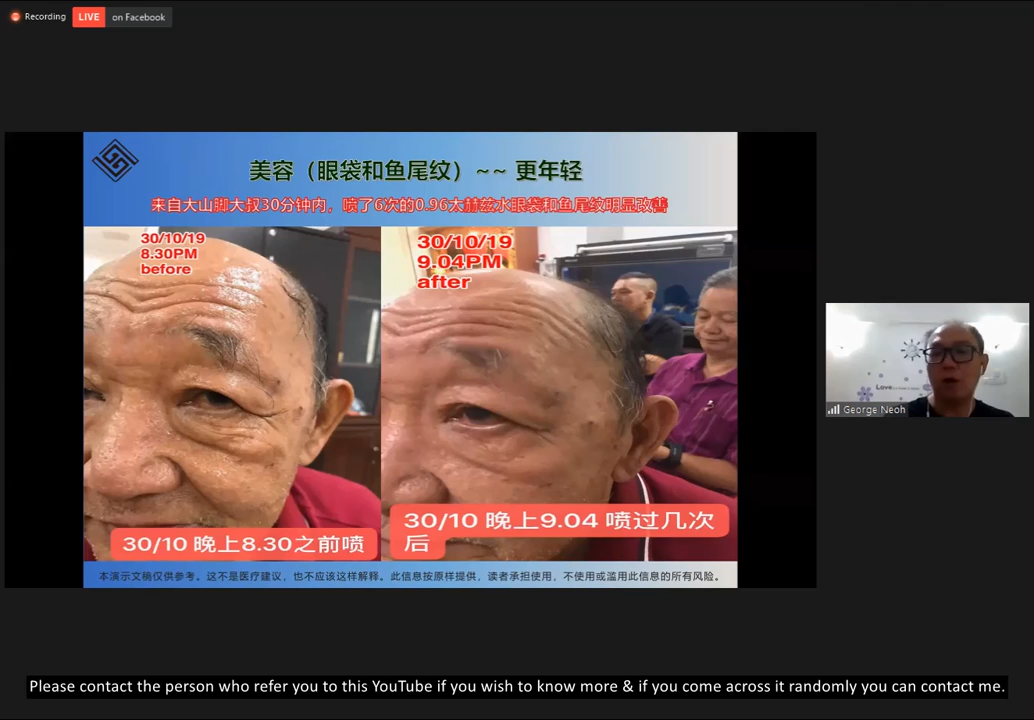 Recording
LIVE on Facebook
美容（眼袋和鱼尾纹）~~ 更年轻
来自大山脚大叔30分钟内，喷了6次的0.96太赫兹水眼袋和鱼尾纹明显改善
30/10/19
8.30PM
before
30/10/19
9.04PM
after
30/10 晚上8.30之前喷
30/10 晚上9.04 喷过几次
后
本演示文稿仅供参考。这不是医疗建议，也不应该这样解释。此信息按原样提供，读者承担使用，不使用或滥用此信息的所有风险。
Love
George Neoh
Please contact the person who refer you to this YouTube if you wish to know more & if you come across it randomly you can contact me.